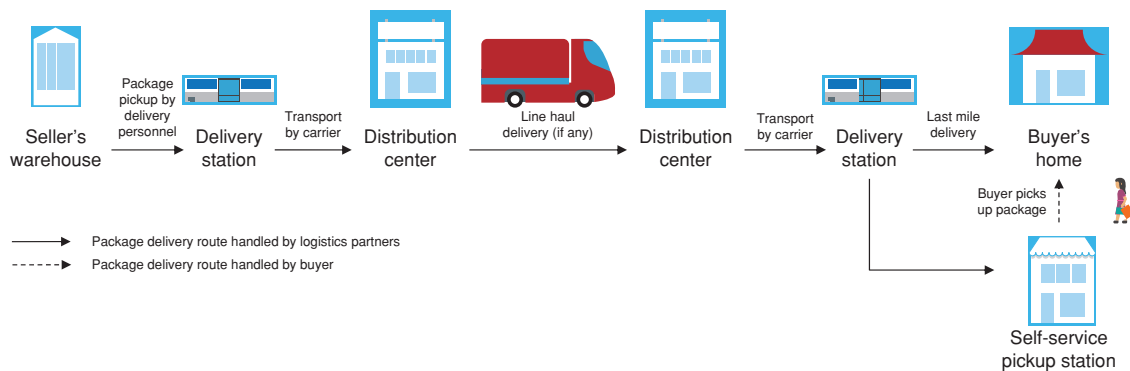 Package
pickup by
delivery
personnel
Seller's
warehouse
Delivery
station
Transport
by carrier
Distribution
center
Line haul
delivery (if any)
Distribution
center
Transport
by carrier
Delivery
station
Last mile
delivery
Buyer's
home
Buyer picks
up package
Package delivery route handled by logistics partners
Package delivery route handled by buyer
Self-service
pickup station